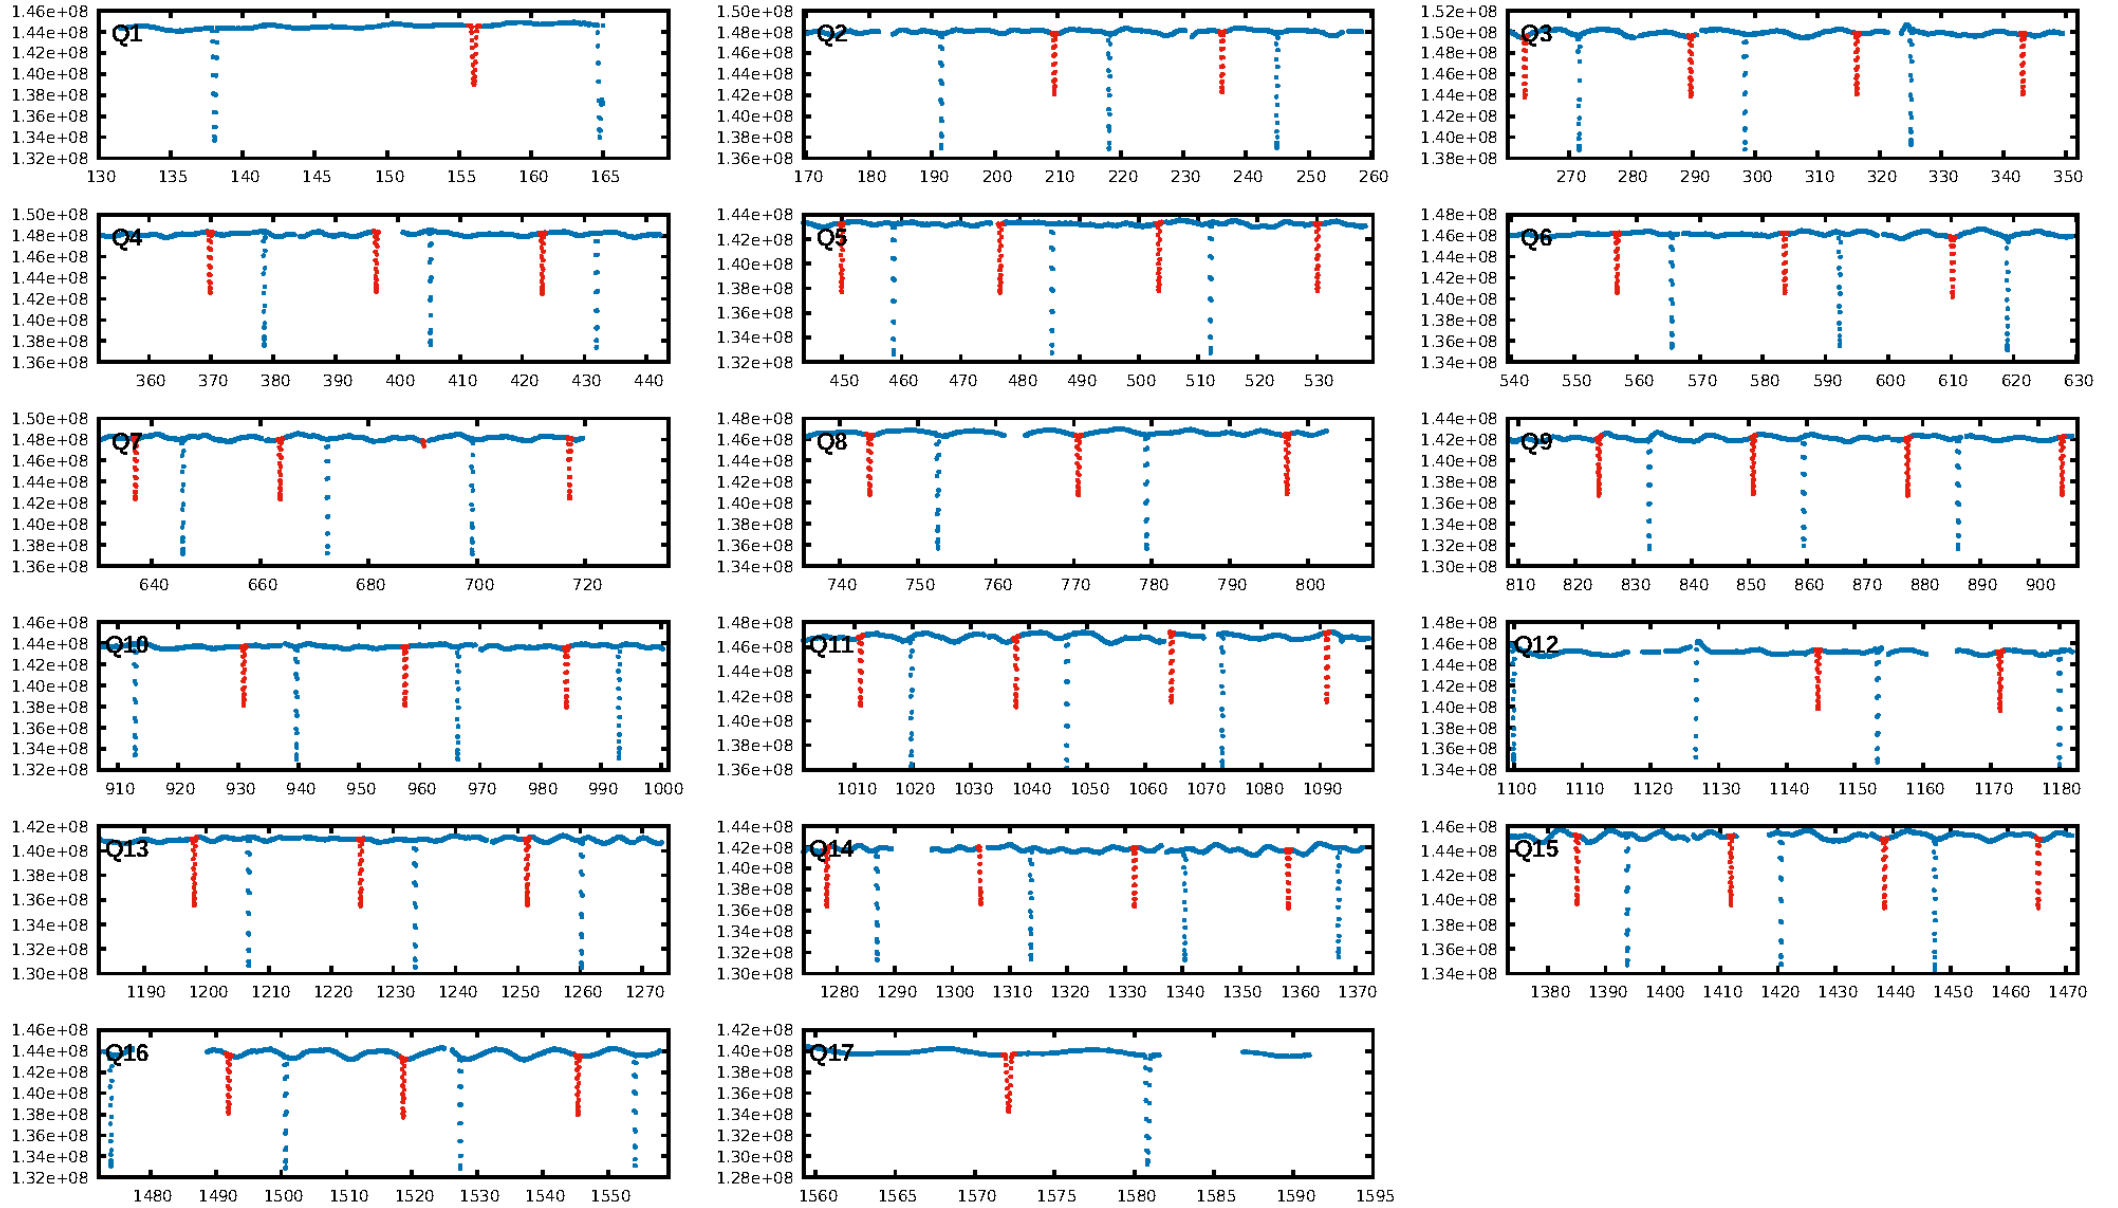 1.46e+08 1.44e+08 1.42e+08 1.40e+08 1.38e+08 1.36e+08 1.34e+08 1.32e+08
Q1
130 135 140 145 150 155 160 165
1.50e+08 1.48e+08 1.46e+08 1.44e+08 1.42e+08 1.40e+08 1.38e+08 1.36e+08
Q2
170 180 190 200 210 220 230 240 250 260
1.52e+08 1.50e+08 1.48e+08 1.46e+08 1.44e+08 1.42e+08 1.40e+08 1.38e+08
Q3
270 280 290 300 310 320 330 340 350
1.50e+08 1.48e+08 1.46e+08 1.44e+08 1.42e+08 1.40e+08 1.38e+08 1.36e+08
Q4
360 370 380 390 400 410 420 430 440
1.44e+08 1.42e+08 1.40e+08 1.38e+08 1.36e+08 1.34e+08 1.32e+08
Q5
450 460 470 480 490 500 510 520 530
1.48e+08 1.46e+08 1.44e+08 1.42e+08 1.40e+08 1.38e+08 1.36e+08 1.34e+08
Q6
540 550 560 570 580 590 600 610 620 630
1.50e+08 1.48e+08 1.46e+08 1.44e+08 1.42e+08 1.40e+08 1.38e+08 1.36e+08
Q7
640 660 680 700 720
1.48e+08 1.46e+08 1.44e+08 1.42e+08 1.40e+08 1.38e+08 1.36e+08 1.34e+08
Q8
740 750 760 770 780 790 800
1.44e+08 1.42e+08 1.40e+08 1.38e+08 1.36e+08 1.34e+08 1.32e+08 1.30e+08
Q9
810 820 830 840 850 860 870 880 890 900
1.46e+08 1.44e+08 1.42e+08 1.40e+08 1.38e+08 1.36e+08 1.34e+08 1.32e+08
Q10
910 920 930 940 950 960 970 980 990 1000
1.48e+08 1.46e+08 1.44e+08 1.42e+08 1.40e+08 1.38e+08 1.36e+08
Q11
1010 1020 1030 1040 1050 1060 1070 1080 1090
1.48e+08 1.46e+08 1.44e+08 1.42e+08 1.40e+08 1.38e+08 1.36e+08 1.34e+08
Q12
1100 1110 1120 1130 1140 1150 1160 1170 1180
1.42e+08 1.40e+08 1.38e+08 1.36e+08 1.34e+08 1.32e+08 1.30e+08
Q13
1190 1200 1210 1220 1230 1240 1250 1260 1270
1.44e+08 1.42e+08 1.40e+08 1.38e+08 1.36e+08 1.34e+08 1.32e+08 1.30e+08
Q14
1280 1290 1300 1310 1320 1330 1340 1350 1360 1370
1.46e+08 1.44e+08 1.42e+08 1.40e+08 1.38e+08 1.36e+08 1.34e+08
Q15
1380 1390 1400 1410 1420 1430 1440 1450 1460 1470
1.46e+08 1.44e+08 1.42e+08 1.40e+08 1.38e+08 1.36e+08 1.34e+08 1.32e+08
Q16
1480 1490 1500 1510 1520 1530 1540 1550
1.42e+08 1.40e+08 1.38e+08 1.36e+08 1.34e+08 1.32e+08 1.30e+08 1.28e+08
Q17
1560 1565 1570 1575 1580 1585 1590 1595